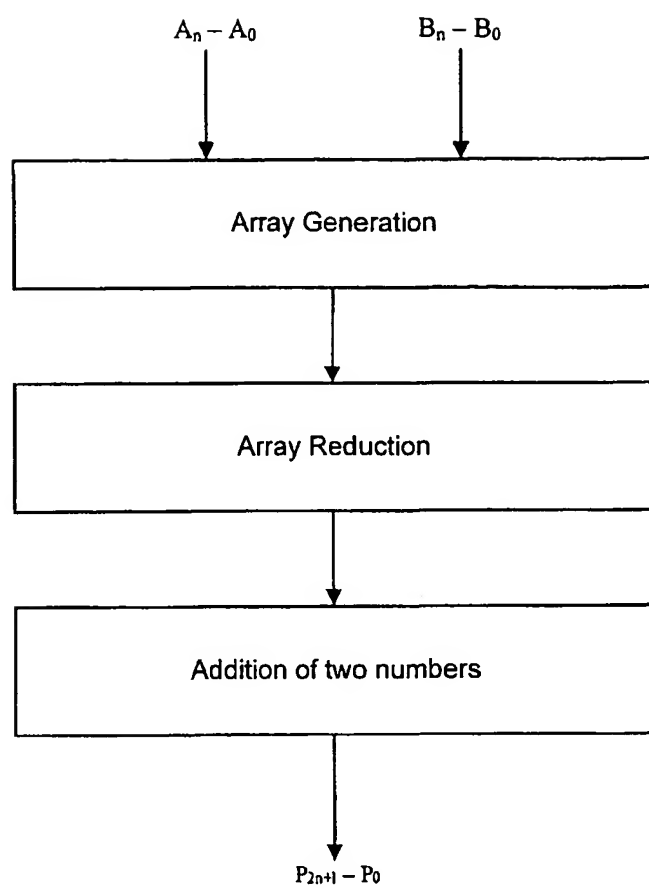 Aₙ – A₀
Bₙ – B₀
Array Generation
Array Reduction
Addition of two numbers
P₂ₙ₊₁ – P₀